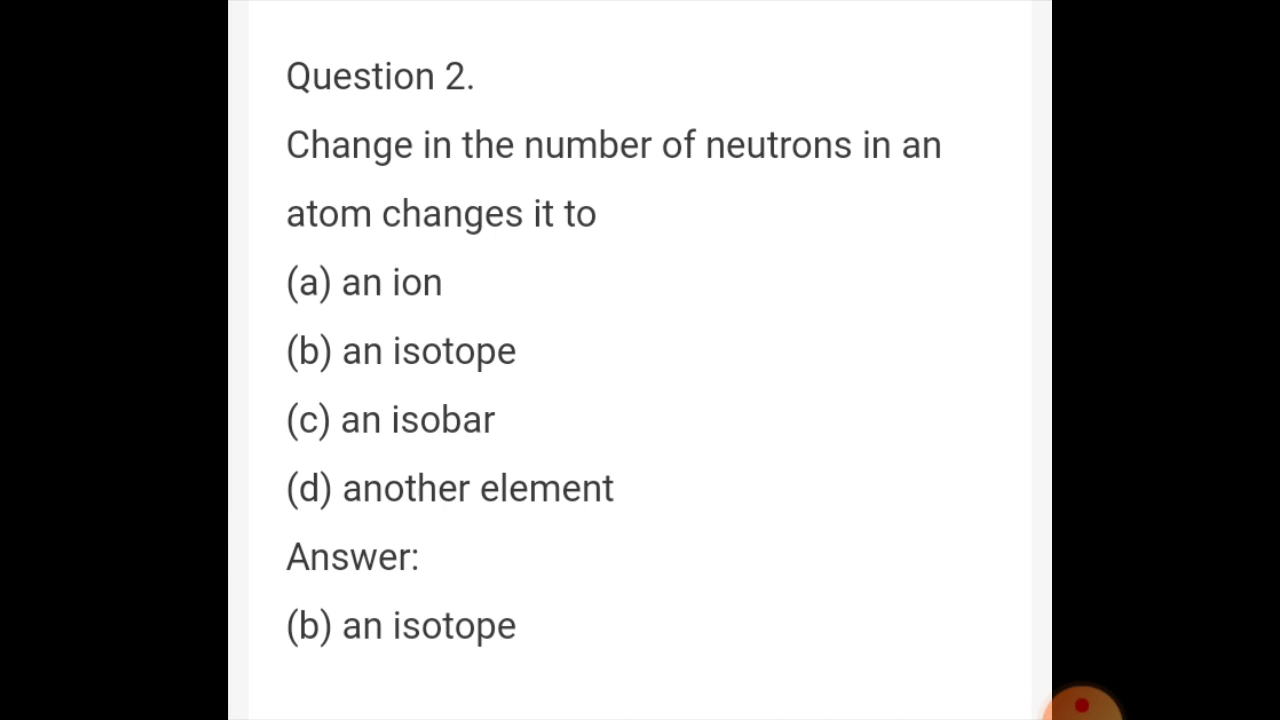 Question 2.
Change in the number of neutrons in an
atom changes it to
(a) an ion
(b) an isotope
(c) an isobar
(d) another element
Answer:
(b) an isotope